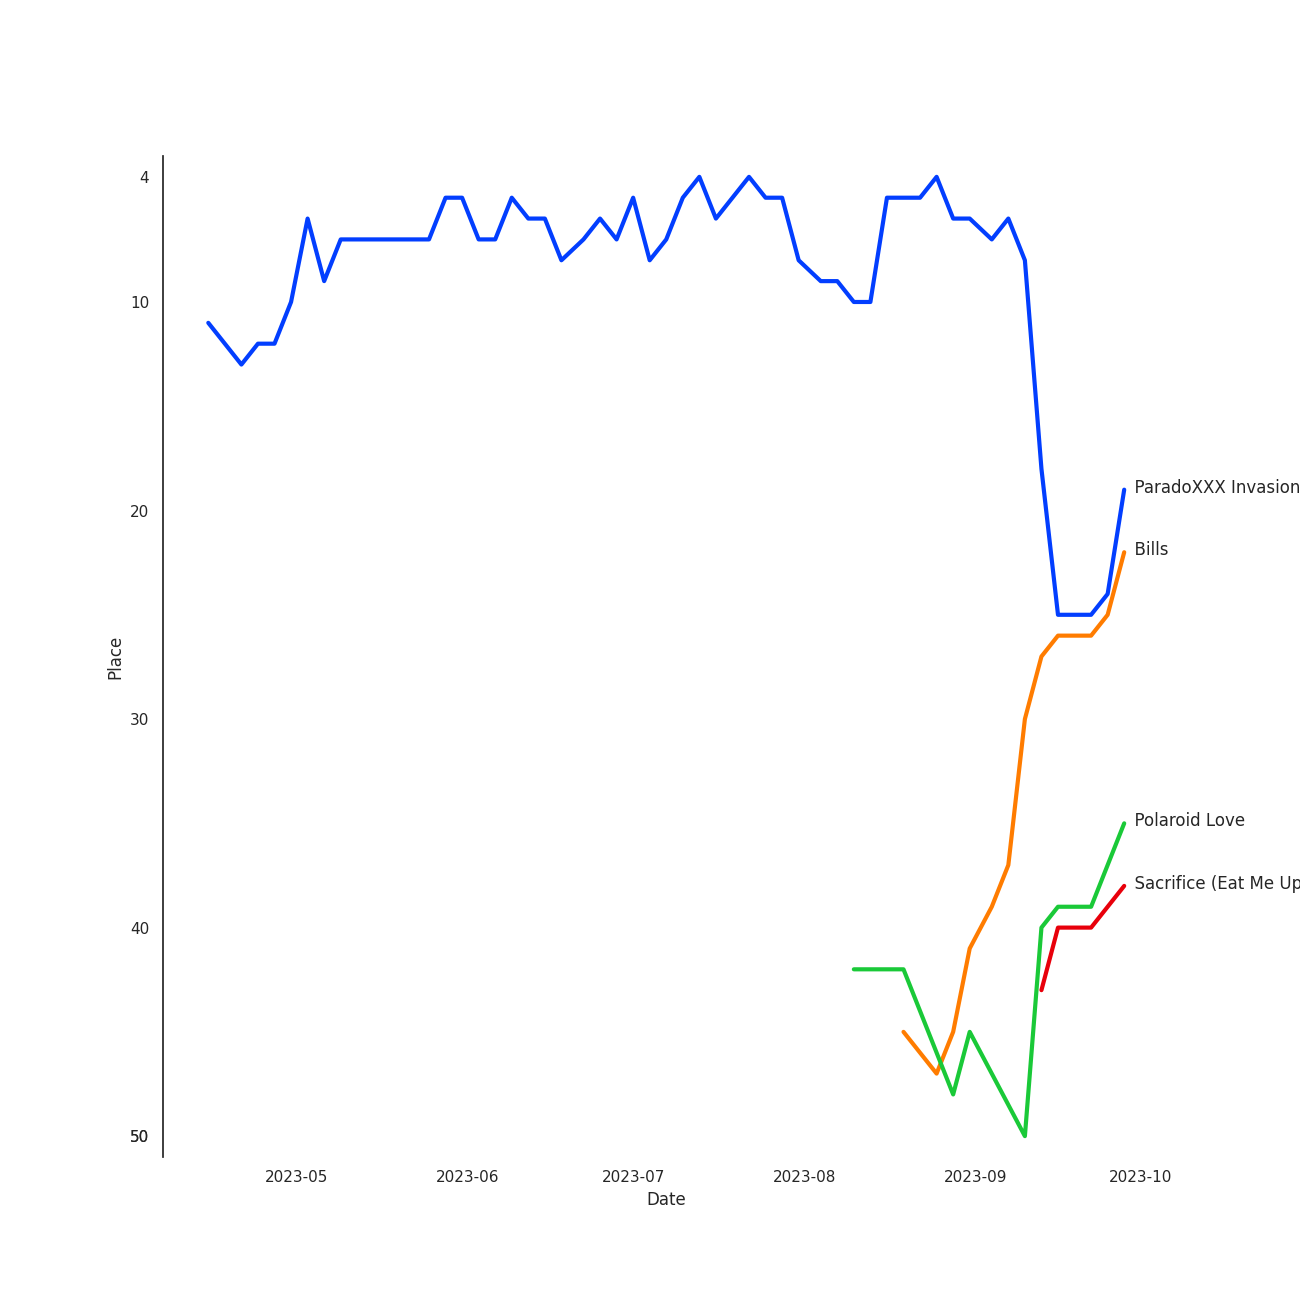 4
10
20
30
40
50
Place
ParadoXXX Invasion
Bills
Polaroid Love
Sacrifice (Eat Me Up
2023-05
2023-06
2023-07
2023-08
2023-09
2023-10
Date